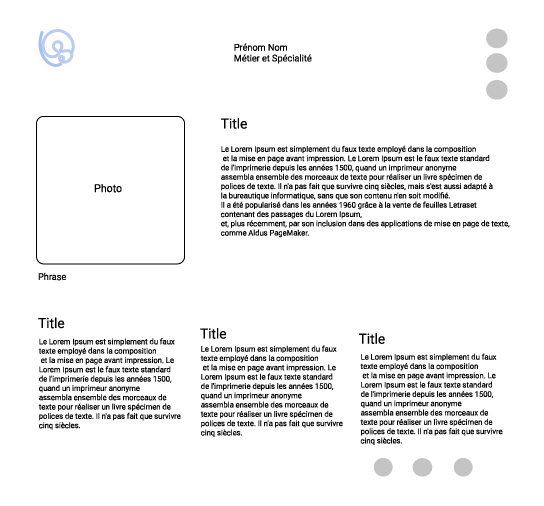 Prénom Nom
Métier et Spécialité
Photo
Phrase
Title
Le Lorem Ipsum est simplement du faux texte employé dans la composition
et la mise en page avant impression. Le Lorem Ipsum est le faux texte standard
de l'imprimerie depuis les années 1500, quand un imprimeur anonyme
assembla ensemble des morceaux de texte pour réaliser un livre spécimen de
polices de texte. Il n'a pas fait que survivre cinq siècles, mais s'est aussi adapté à
la bureautique informatique, sans que son contenu n'en soit modifié.
Il a été popularisé dans les années 1960 grâce à la vente de feuilles Letraset
contenant des passages du Lorem Ipsum,
et, plus récemment, par son inclusion dans des applications de mise en page de texte,
comme Aldus PageMaker.
Title
Le Lorem Ipsum est simplement du faux
texte employé dans la composition
et la mise en page avant impression. Le
Lorem Ipsum est le faux texte standard
de l'imprimerie depuis les années 1500,
quand un imprimeur anonyme
assembla ensemble des morceaux de
texte pour réaliser un livre spécimen de
polices de texte. Il n'a pas fait que survivre
cinq siècles.
Title
Le Lorem Ipsum est simplement du faux
texte employé dans la composition
et la mise en page avant impression. Le
Lorem Ipsum est le faux texte standard
de l'imprimerie depuis les années 1500,
quand un imprimeur anonyme
assembla ensemble des morceaux de
texte pour réaliser un livre spécimen de
polices de texte. Il n'a pas fait que survivre
cinq siècles.
Title
Le Lorem Ipsum est simplement du faux
texte employé dans la composition
et la mise en page avant impression. Le
Lorem Ipsum est le faux texte standard
de l'imprimerie depuis les années 1500,
quand un imprimeur anonyme
assembla ensemble des morceaux de
texte pour réaliser un livre spécimen de
polices de texte. Il n'a pas fait que survivre
cinq siècles.